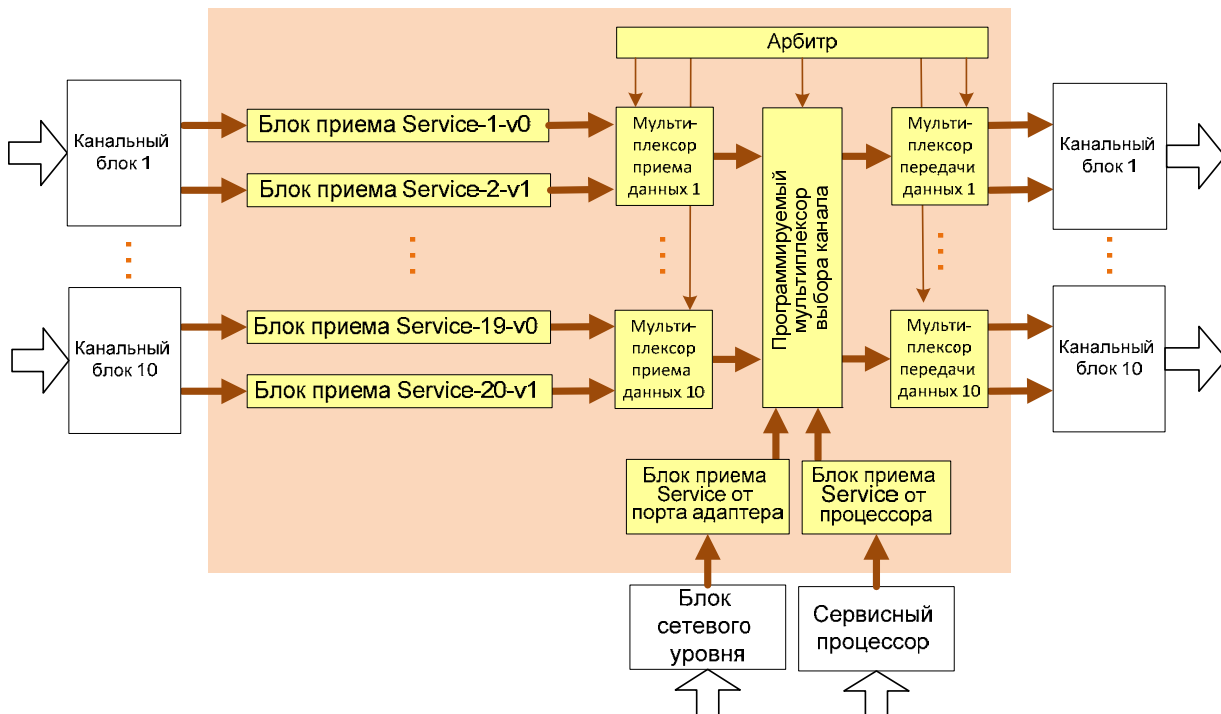 Арбитр
Канальный
блок 1
Блок приема Service-1-v0
Блок приема Service-2-v1
Мульти-
плексор
приема
данных 1
Программируемый
мультиплексор
выбора канала
Мульти-
плексор
передачи
данных 1
Канальный
блок 1
Канальный
блок 10
Блок приема Service-19-v0
Блок приема Service-20-v1
Мульти-
плексор
приема
данных 10
Мульти-
плексор
передачи
данных 10
Канальный
блок 10
Блок приема
Service от
порта адаптера
Блок приема
Service от
процессора
Блок
сетевого
уровня
Сервисный
процессор